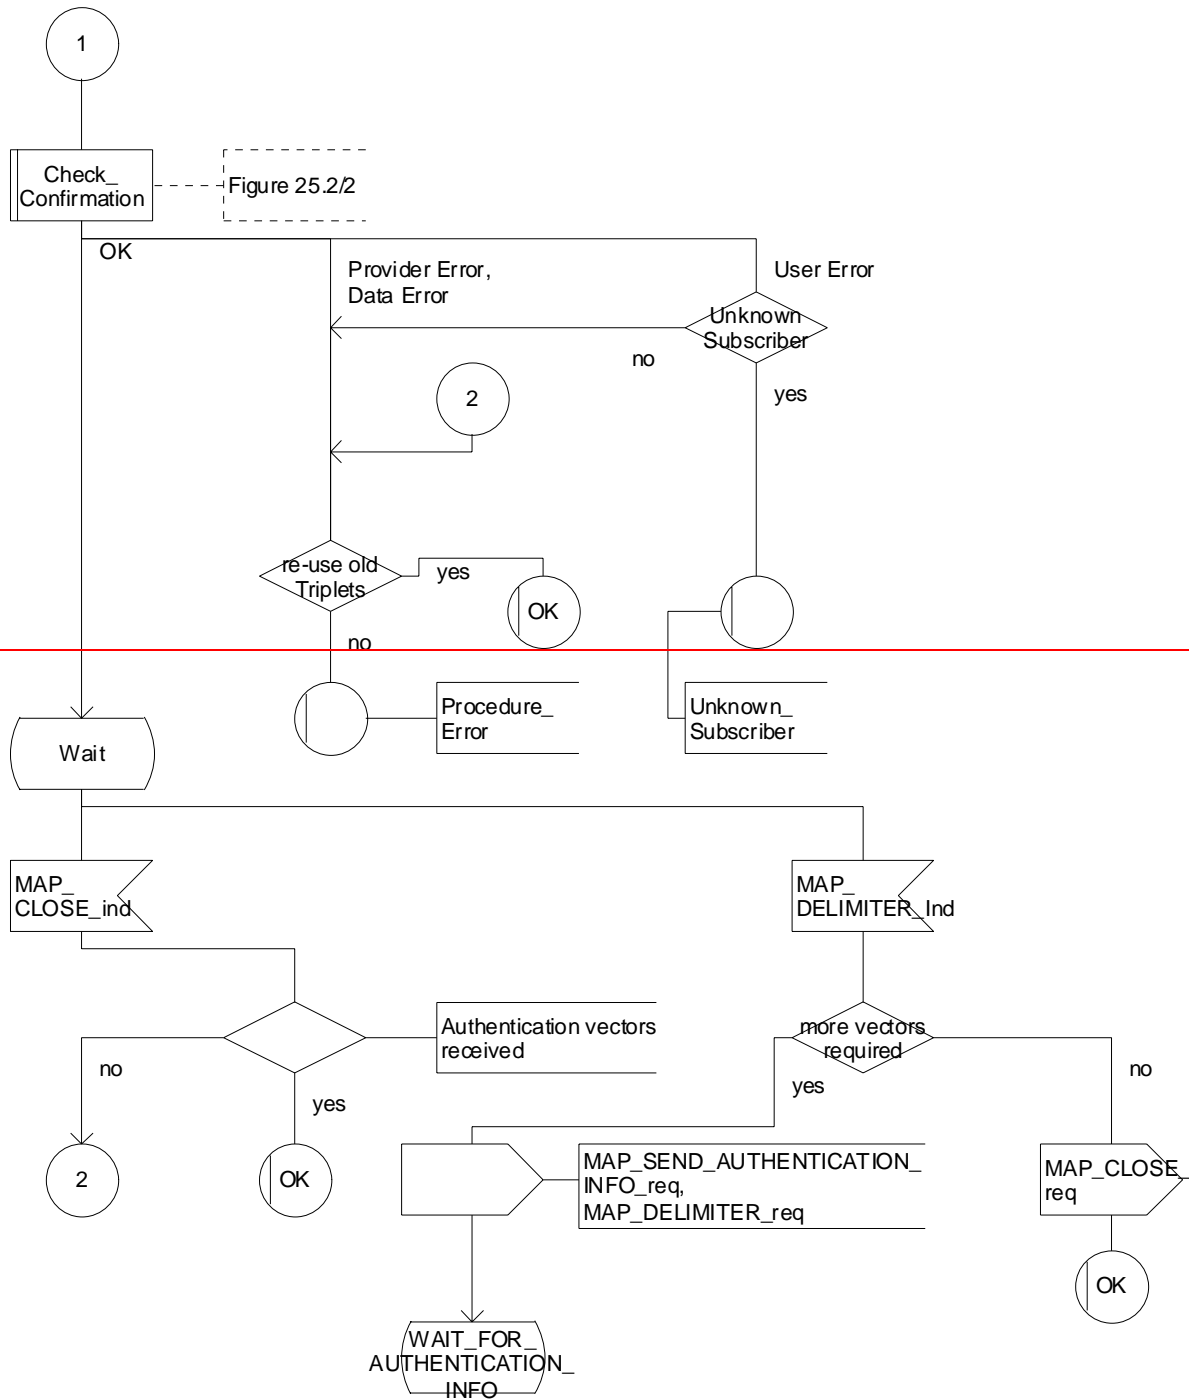 1
Check_
Confirmation
Figure 25.2/2
OK
Provider Error,
Data Error
User Error
Unknown
Subscriber
no
yes
2
re-use old
Triplets
yes
OK
no
Procedure_
Error
Unknown_
Subscriber
Wait
MAP_
CLOSE_ind
MAP_
DELIMITER_Ind
Authentication vectors
received
more vectors
required
no
yes
yes
no
2
OK
MAP_SEND_AUTHENTICATION_
INFO_req,
MAP_DELIMITER_req
MAP_CLOSE_
req
OK
WAIT_FOR_
AUTHENTICATION_
INFO